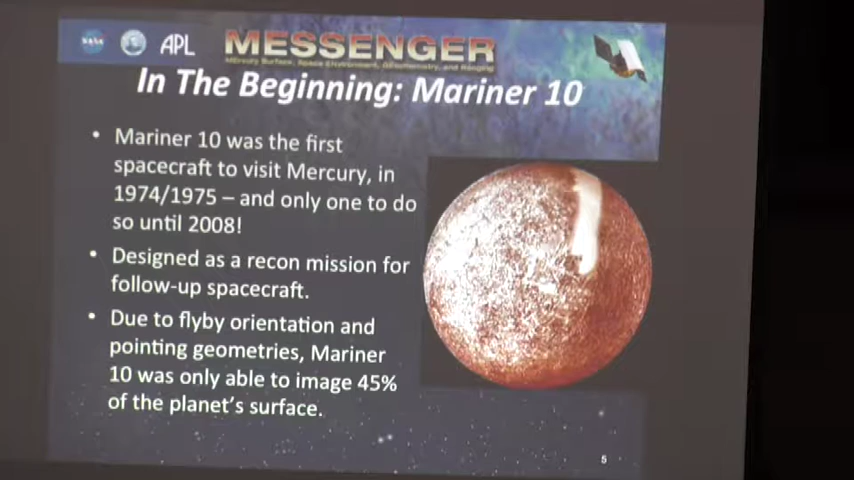 NASA
APL
MESSENGER
MErcury Surface, Space ENvironment, GEochemistry, and Ranging
In The Beginning: Mariner 10
• Mariner 10 was the first
spacecraft to visit Mercury, in
1974/1975 – and only one to do
so until 2008!
• Designed as a recon mission for
follow-up spacecraft.
• Due to flyby orientation and
pointing geometries, Mariner
10 was only able to image 45%
of the planet's surface.
5